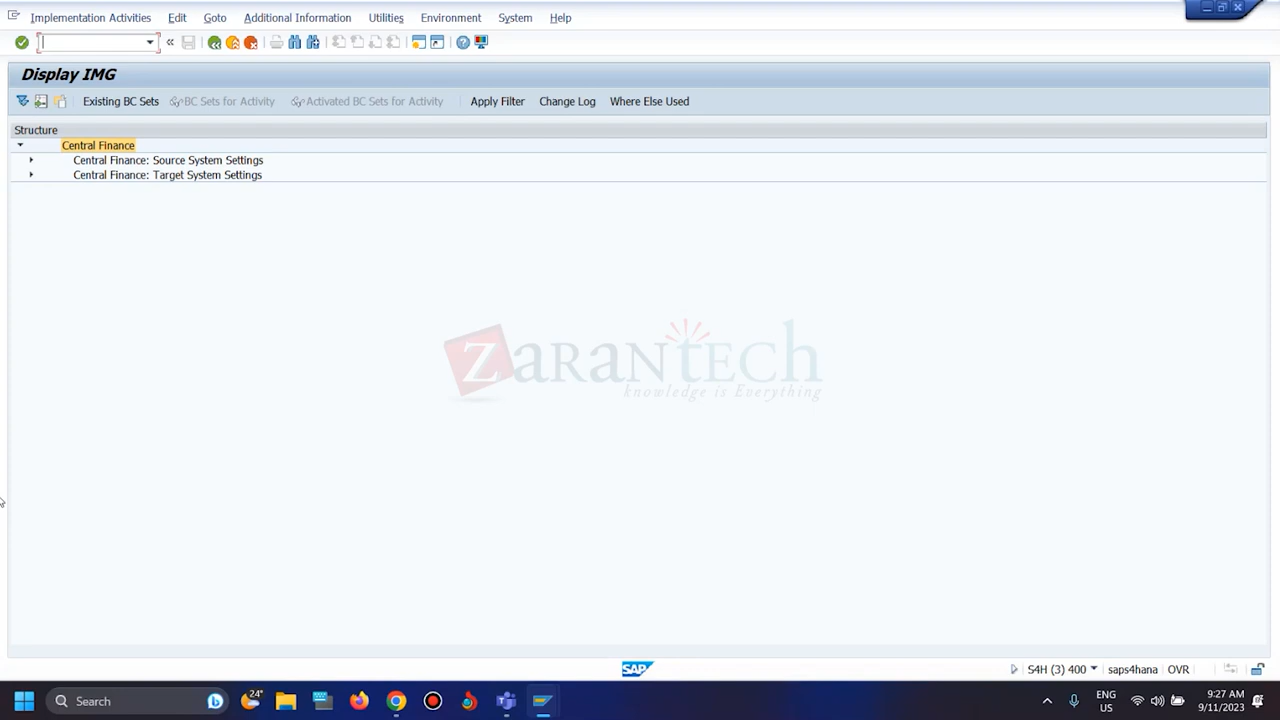 Implementation Activities Edit Goto Additional Information Utilities Environment System Help
Display IMG
Existing BC Sets BC Sets for Activity Activated BC Sets for Activity Apply Filter Change Log Where Else Used
Structure
Central Finance
Central Finance: Source System Settings
Central Finance: Target System Settings
ZaranTech
knowledge is Everything
SAP
S4H (3) 400 saps4hana OVR
Search
24°
ENG
US
9:27 AM
9/11/2023